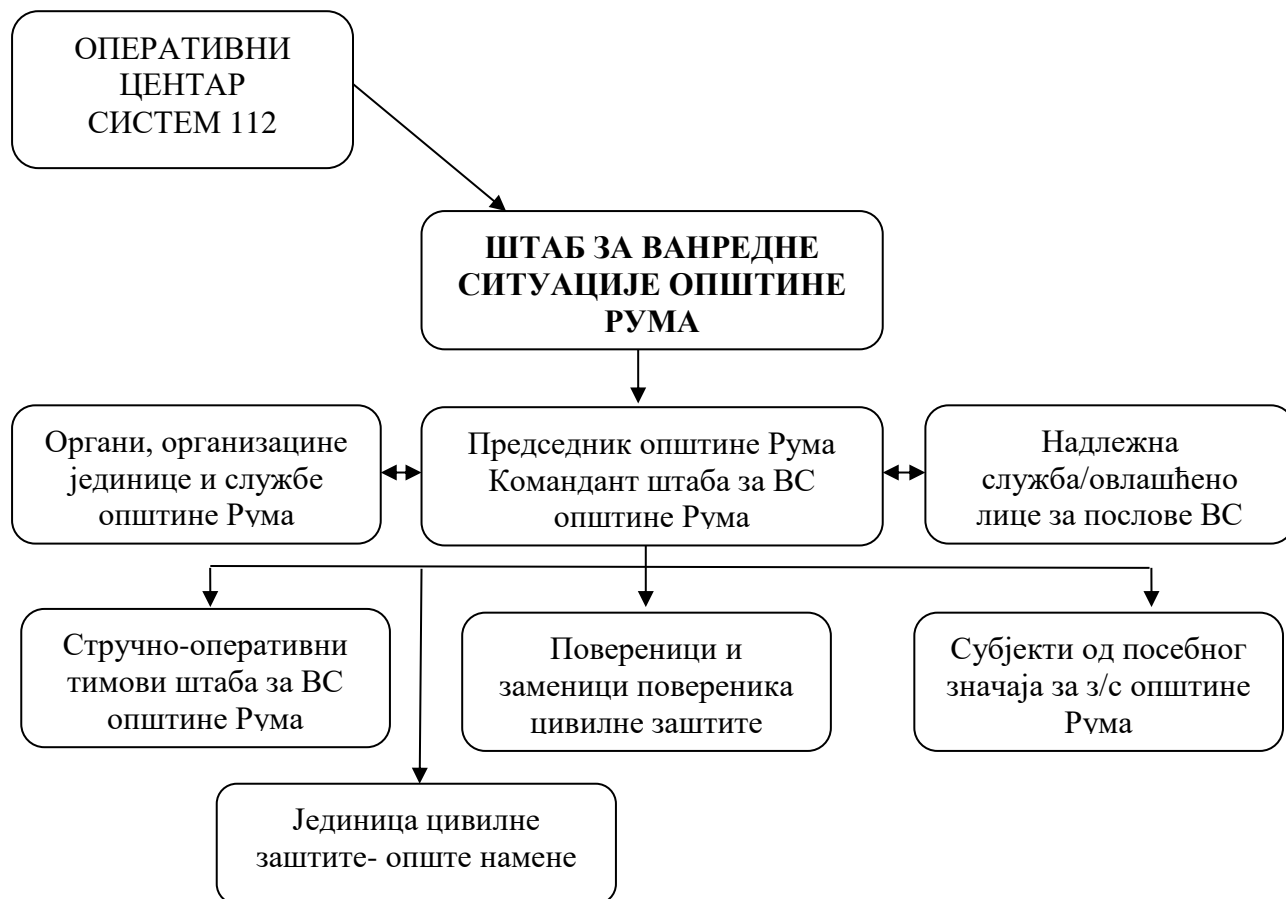 ОПЕРАТИВНИ
ЦЕНТАР
СИСТЕМ 112
ШТАБ ЗА ВАНРЕДНЕ
СИТУАЦИЈЕ ОПШТИНЕ
РУМА
Органи, организацине
јединице и службе
општине Рума
Председник општине Рума
Командант штаба за ВС
општине Рума
Надлежна
служба/овлашћено
лице за послове ВС
Стручно-оперативни
тимови штаба за ВС
општине Рума
Повереници и
заменици повереника
цивилне заштите
Субјекти од посебног
значаја за з/с општине
Рума
Јединица цивилне
заштите- опште намене